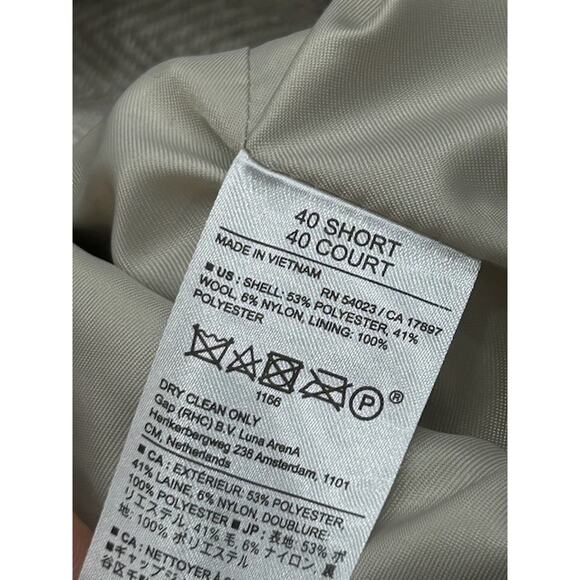 40 SHORT
40 COURT
MADE IN VIETNAM
RN 54023 / CA 17897
■ US : SHELL: 53% POLYESTER, 41%
WOOL, 6% NYLON, LINING: 100%
POLYESTER
P ®
1166
DRY CLEAN ONLY
Gap (RHC) B.V. Luna ArenA
Herikerbergweg 238 Amsterdam, 1101
CM, Netherlands
■ CA : EXTÉRIEUR: 53% POLYESTER,
41% LAINE, 6% NYLON, DOUBLURE:
100% POLYESTER ■ JP : 表地: 53% ポ
リエステル, 41% 毛, 6% ナイロン, 裏
地: 100% ポリエステル
■ CA: NETTOYER À